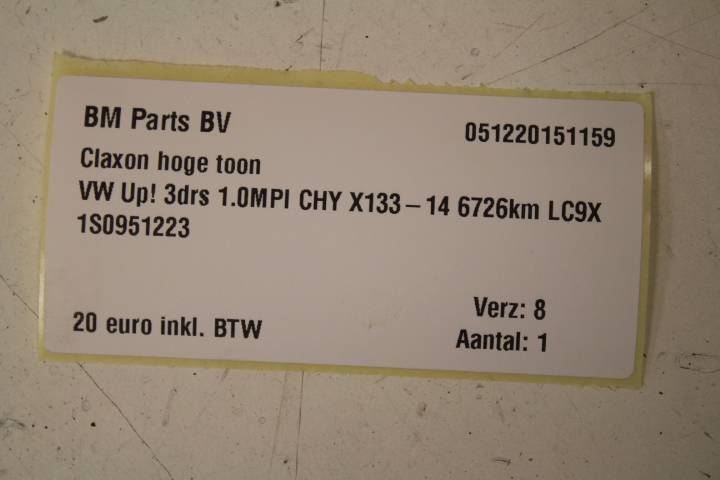 BM Parts BV
051220151159
Claxon hoge toon
VW Up! 3drs 1.0MPI CHY X133-14 6726km LC9X
1S0951223
Verz: 8
20 euro inkl. BTW
Aantal: 1